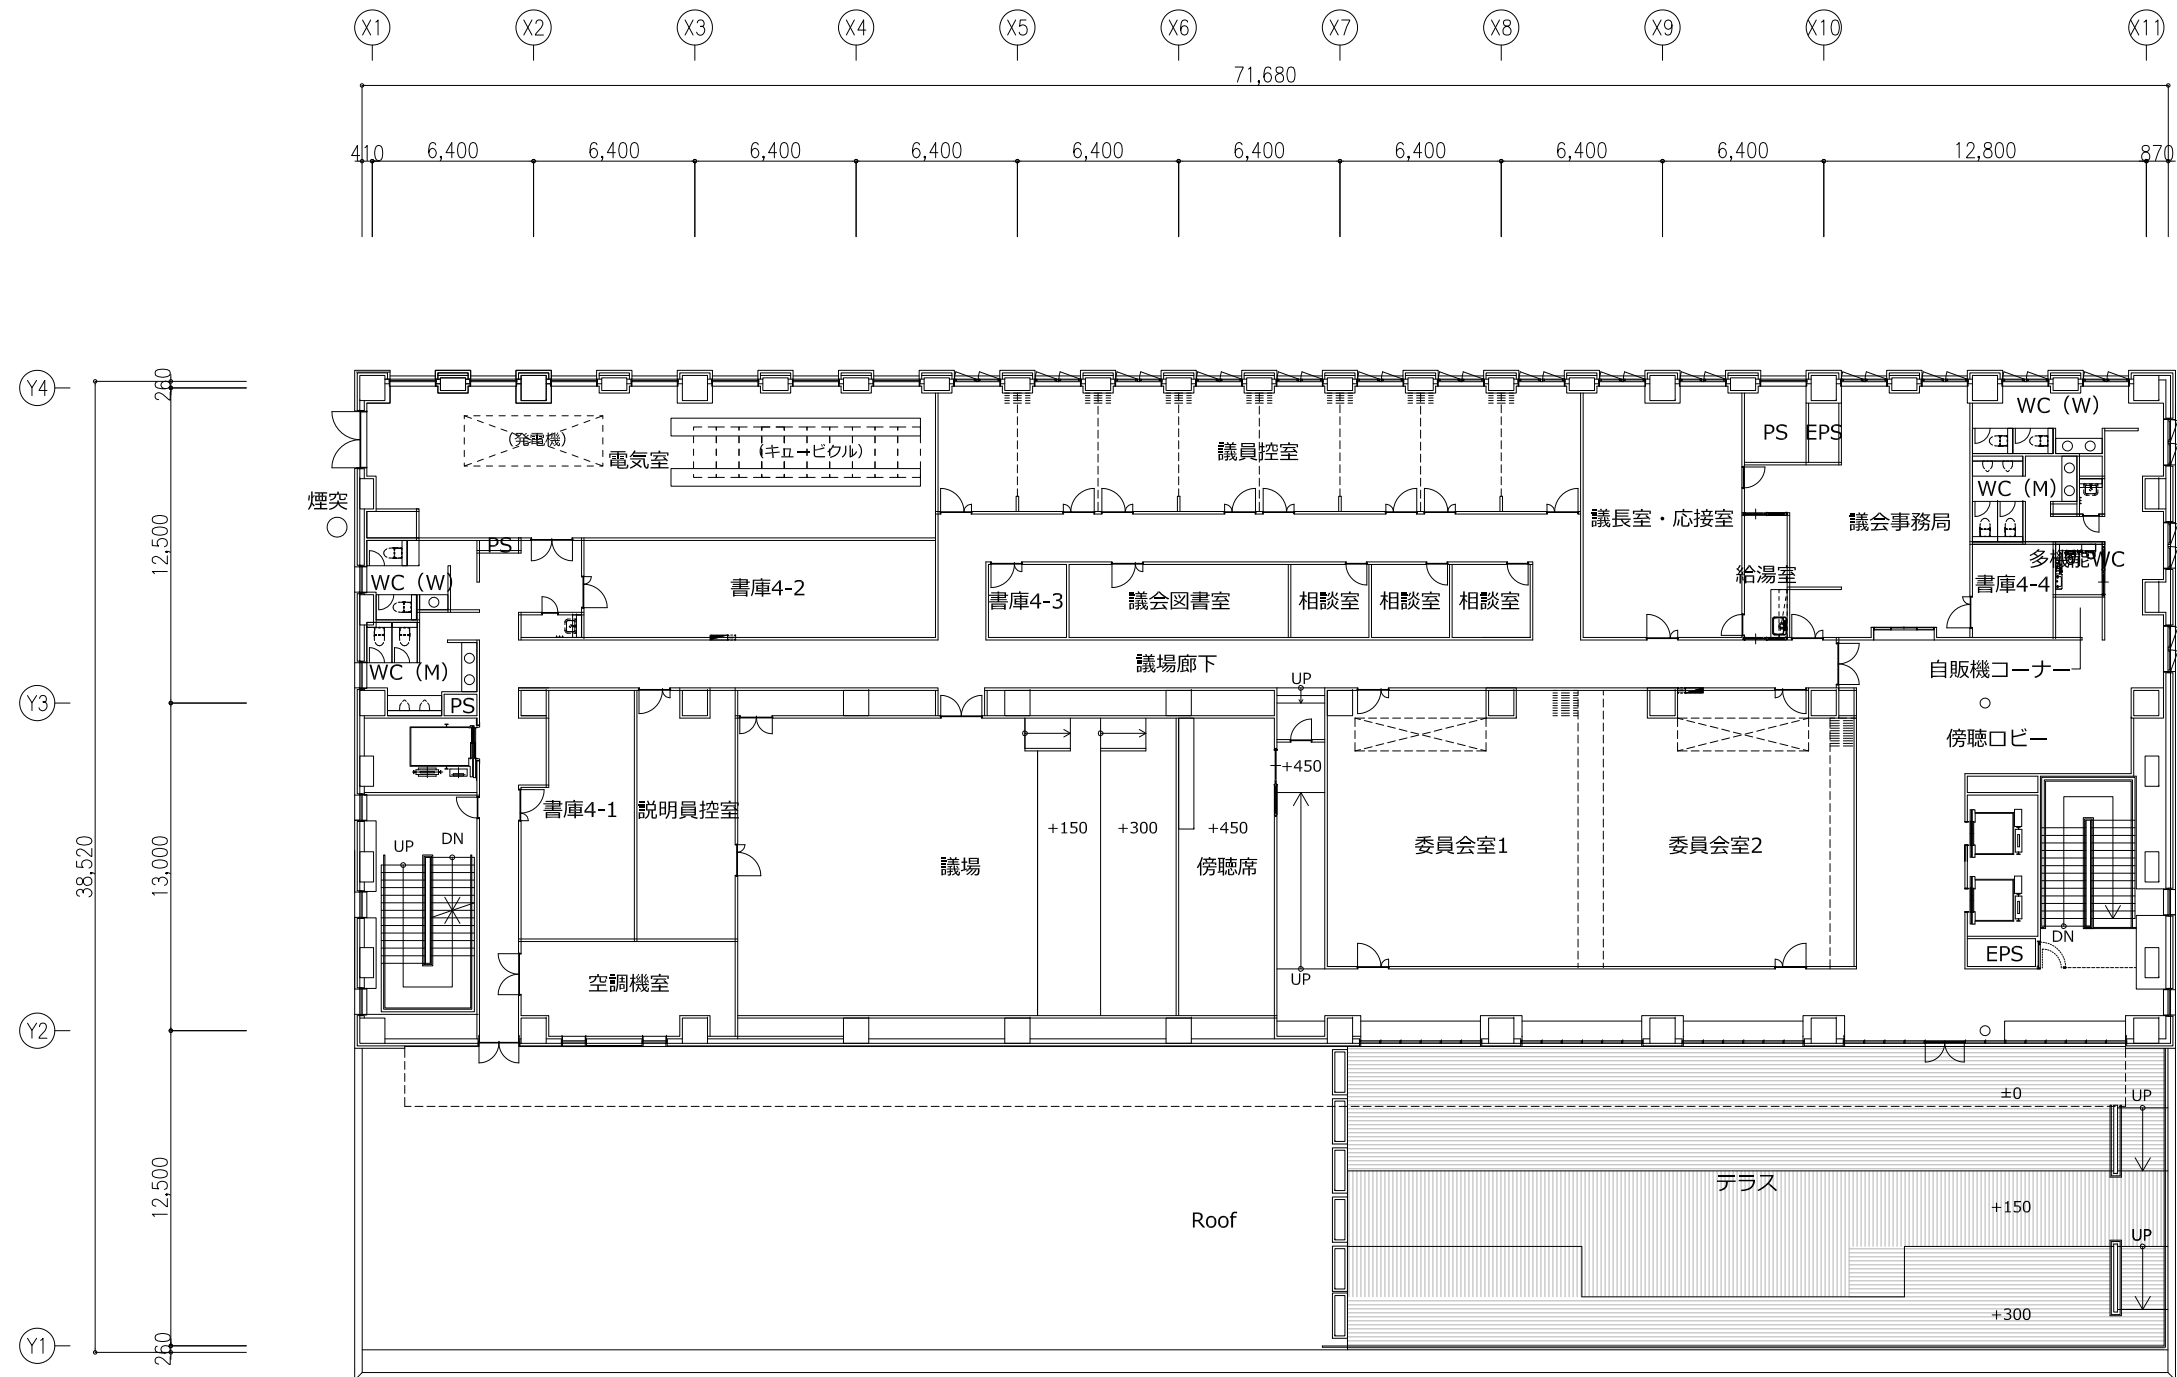 X1 X2 X3 X4 X5 X6 X7 X8 X9 X10 X11
71,680
410 6,400 6,400 6,400 6,400 6,400 6,400 6,400 6,400 6,400 12,800 870
Y4
260
WC（W）
（発電機）
（キュービクル）
電気室
議員控室
PS
EPS
WC（M）
煙突
議長室・応接室
議会事務局
12,500
PS
多機能WC
WC（W）
書庫4-2
給湯室
書庫4-4
書庫4-3
議会図書室
相談室
相談室
相談室
議場廊下
自販機コーナー
WC（M）
UP
Y3
PS
傍聴ロビー
+450
書庫4-1
説明員控室
+150
+300
+450
UP
DN
委員会室1
委員会室2
議場
傍聴席
38,520
13,000
DN
EPS
空調機室
UP
Y2
±0
UP
テラス
12,500
+150
Roof
UP
+300
Y1
260